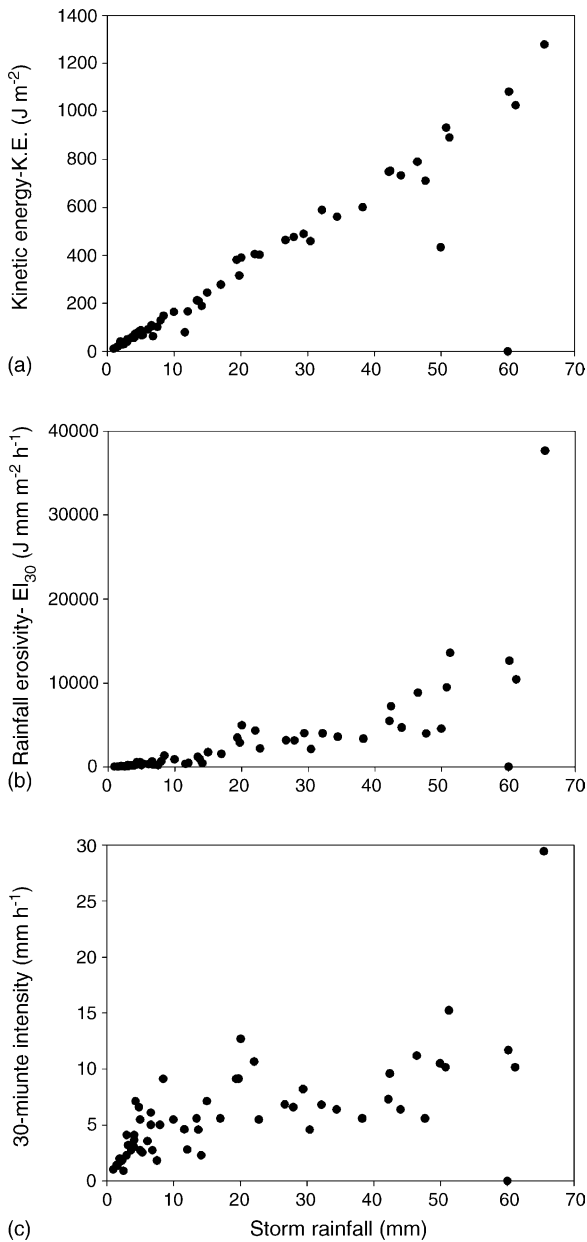 1400
1200
1000
800
600
400
200
0
Kinetic energy-K.E. (J m-2)
(a)
0 10 20 30 40 50 60 70
40000
30000
20000
10000
0
Rainfall erosivity- EI30 (J mm m-2 h-1)
(b)
0 10 20 30 40 50 60 70
30
25
20
15
10
5
0
30-miunte intensity (mm h-1)
(c)
0 10 20 30 40 50 60 70
Storm rainfall (mm)